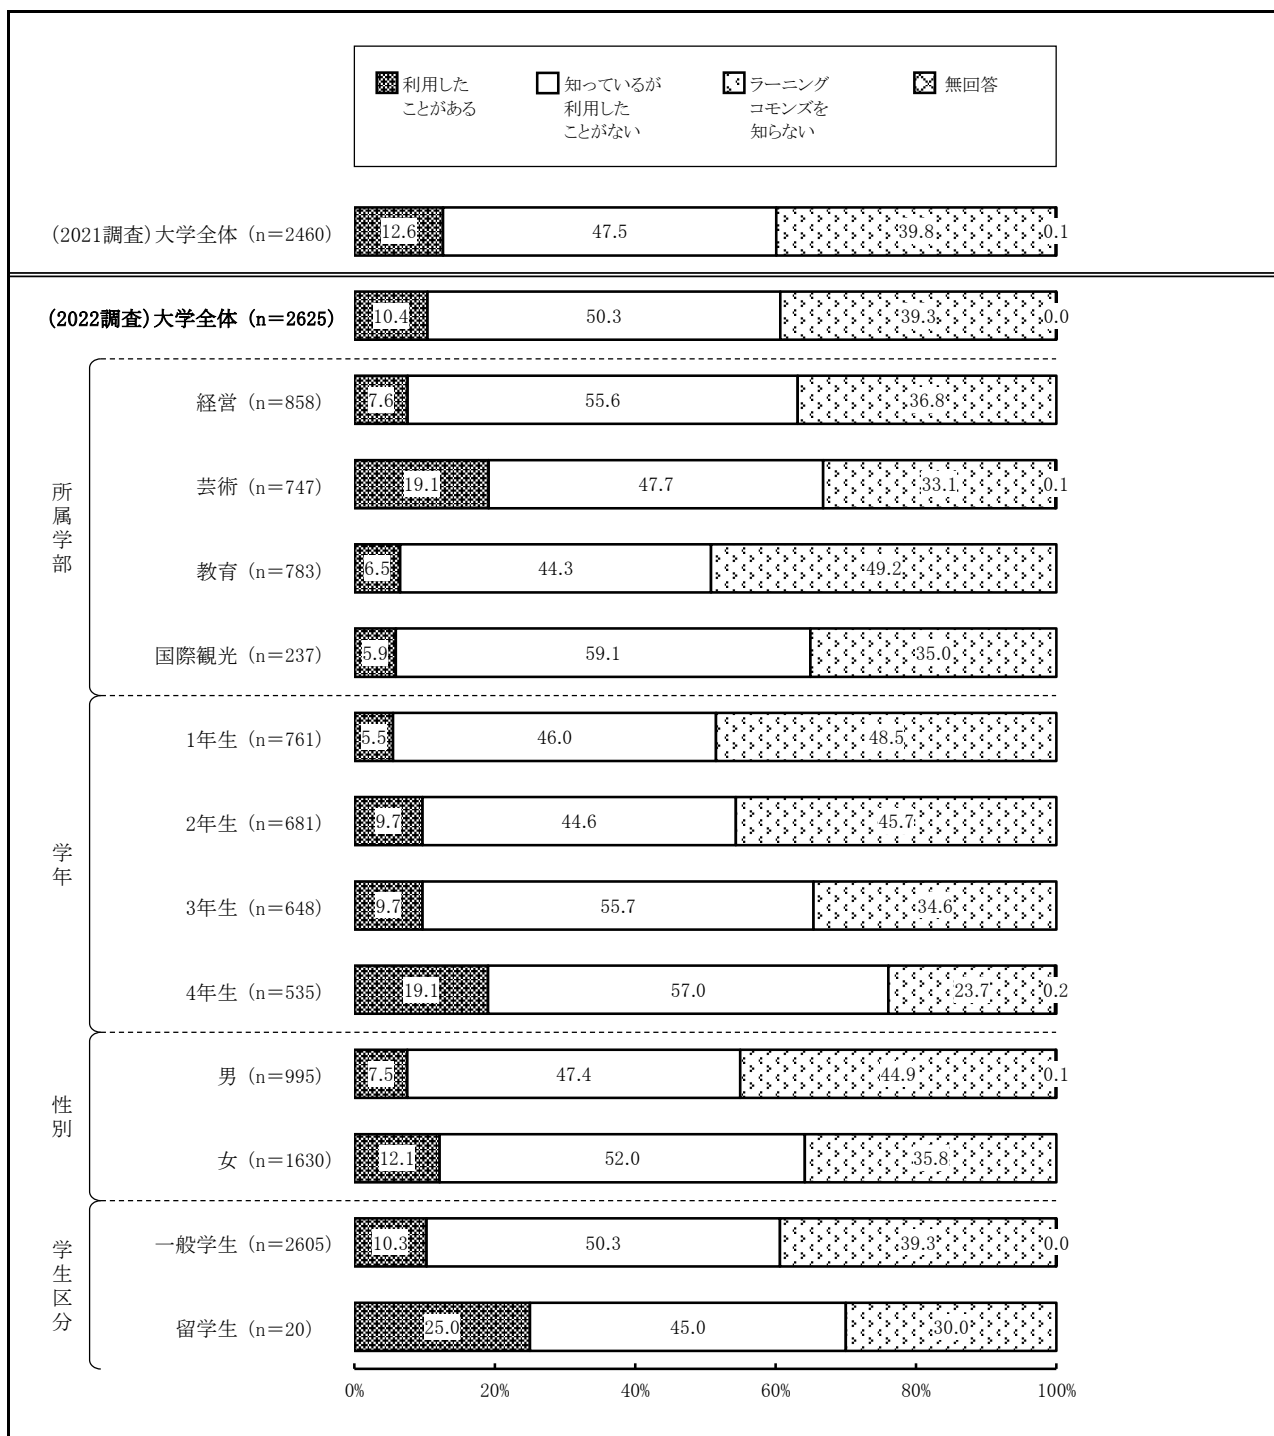 利用した
ことがある
知っているが
利用した
ことがない
ラーニング
コモンズを
知らない
無回答
(2021調査)大学全体 (n=2460) 12.6 47.5 39.8 0.1
(2022調査)大学全体 (n=2625) 10.4 50.3 39.3 0.0
所属学部
経営 (n=858) 7.6 55.6 36.8
芸術 (n=747) 19.1 47.7 33.1 0.1
教育 (n=783) 6.5 44.3 49.2
国際観光 (n=237) 5.9 59.1 35.0
学年
1年生 (n=761) 5.5 46.0 48.5
2年生 (n=681) 9.7 44.6 45.7
3年生 (n=648) 9.7 55.7 34.6
4年生 (n=535) 19.1 57.0 23.7 0.2
性別
男 (n=995) 7.5 47.4 44.9 0.1
女 (n=1630) 12.1 52.0 35.8
学生区分
一般学生 (n=2605) 10.3 50.3 39.3 0.0
留学生 (n=20) 25.0 45.0 30.0
0% 20% 40% 60% 80% 100%